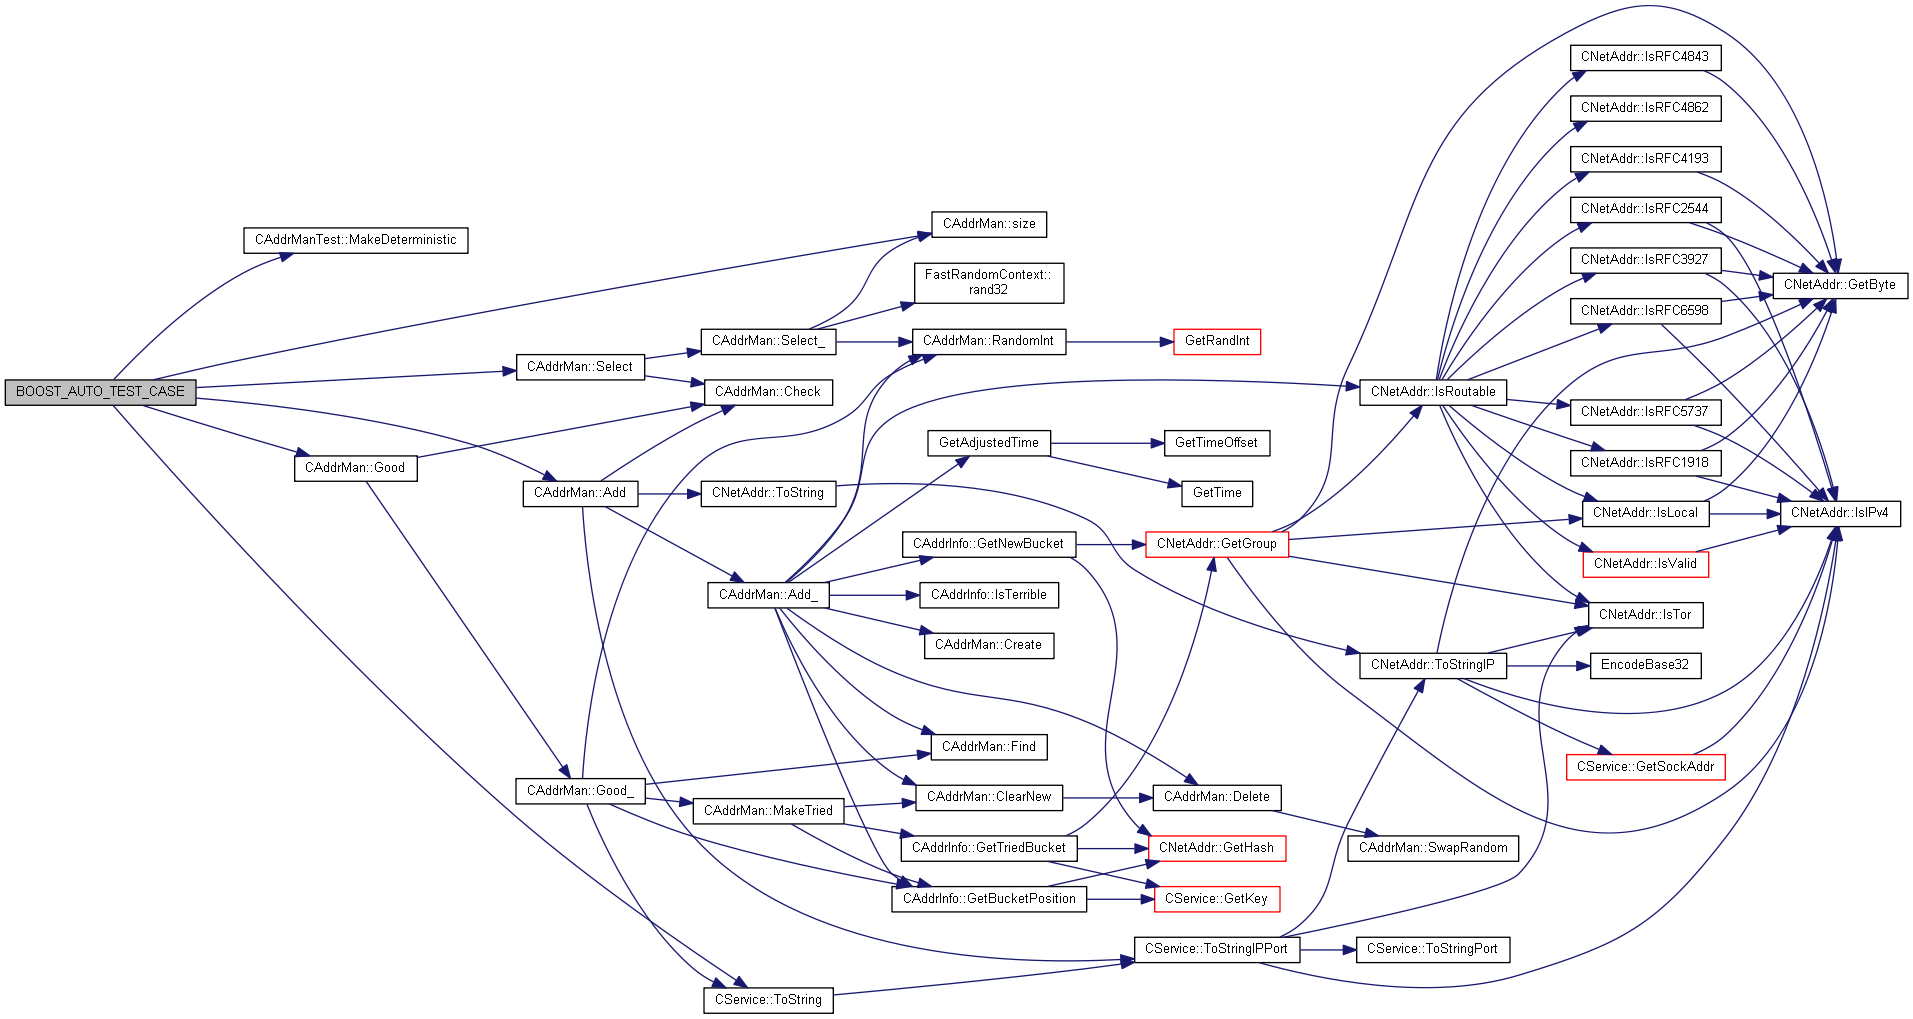 BOOST_AUTO_TEST_CASE
CAddrManTest::MakeDeterministic
CAddrMan::Good
CAddrMan::Select
CAddrMan::Add
CAddrMan::Good_
CAddrMan::Select_
CAddrMan::Check
CNetAddr::ToString
CAddrMan::Add_
CAddrMan::MakeTried
CService::ToString
CAddrMan::size
FastRandomContext::
rand32
CAddrMan::RandomInt
GetAdjustedTime
CAddrInfo::GetNewBucket
CAddrInfo::IsTerrible
CAddrMan::Create
CAddrMan::Find
CAddrMan::ClearNew
CAddrInfo::GetTriedBucket
CAddrInfo::GetBucketPosition
GetRandInt
GetTimeOffset
GetTime
CNetAddr::GetGroup
CAddrMan::Delete
CNetAddr::GetHash
CService::GetKey
CService::ToStringIPPort
CNetAddr::IsRoutable
CNetAddr::ToStringIP
CAddrMan::SwapRandom
CService::ToStringPort
CNetAddr::IsRFC4843
CNetAddr::IsRFC4862
CNetAddr::IsRFC4193
CNetAddr::IsRFC2544
CNetAddr::IsRFC3927
CNetAddr::IsRFC6598
CNetAddr::IsRFC5737
CNetAddr::IsRFC1918
CNetAddr::IsLocal
CNetAddr::IsValid
CNetAddr::IsTor
EncodeBase32
CService::GetSockAddr
CNetAddr::GetByte
CNetAddr::IsIPv4